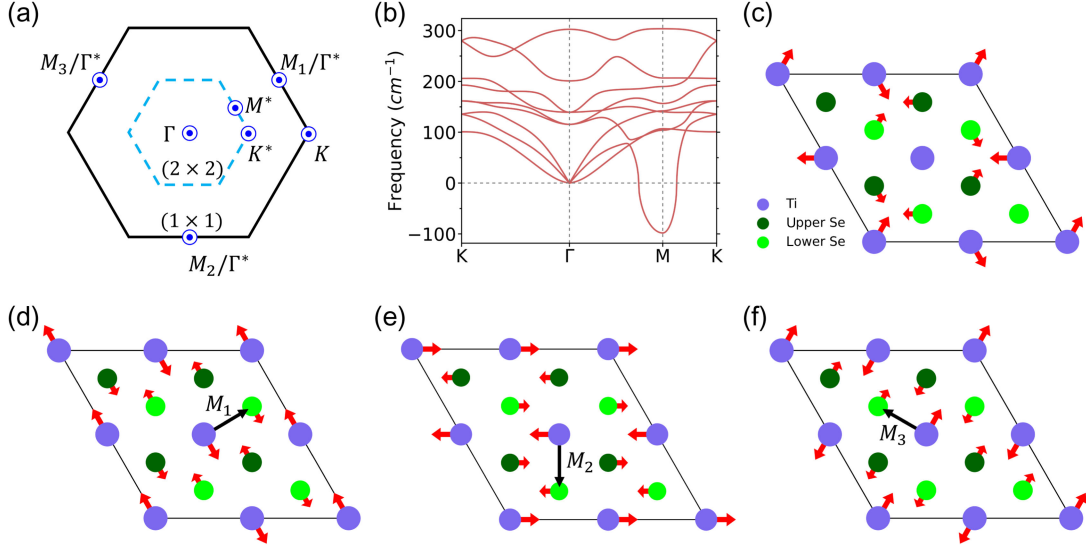 (a)
M₃/Γ*
M₁/Γ*
M*
Γ
K*
K
(2 × 2)
(1 × 1)
M₂/Γ*
(b)
Frequency (cm⁻¹)
300
200
100
0
−100
K
Γ
M
K
(c)
Ti
Upper Se
Lower Se
(d)
M₁
(e)
M₂
(f)
M₃